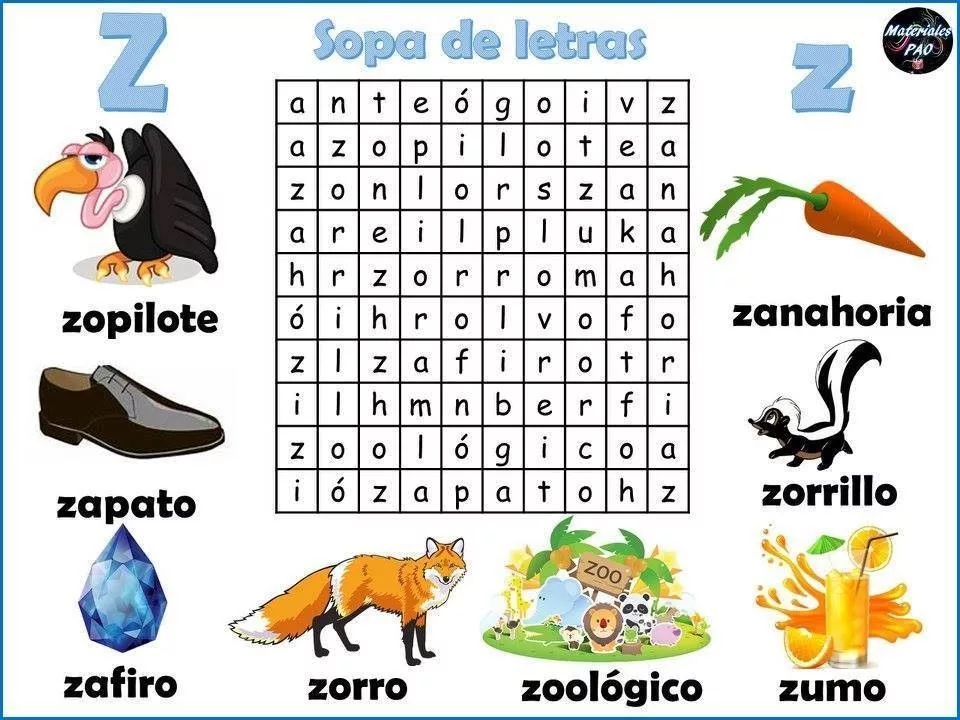 Z
Sopa de letras
z
Materiales
PAO
a n t e ó g o i v z
a z o p i l o t e a
z o n l o r s z a n
a r e i l p l u k a
h r z o r r o m a h
ó i h r o l v o f o
z l z a f i r o t r
i l h m n b e r f i
z o o l ó g i c o a
i ó z a p a t o h z
zopilote
zanahoria
zapato
zorrillo
ZOO
zafiro
zorro
zoológico
zumo